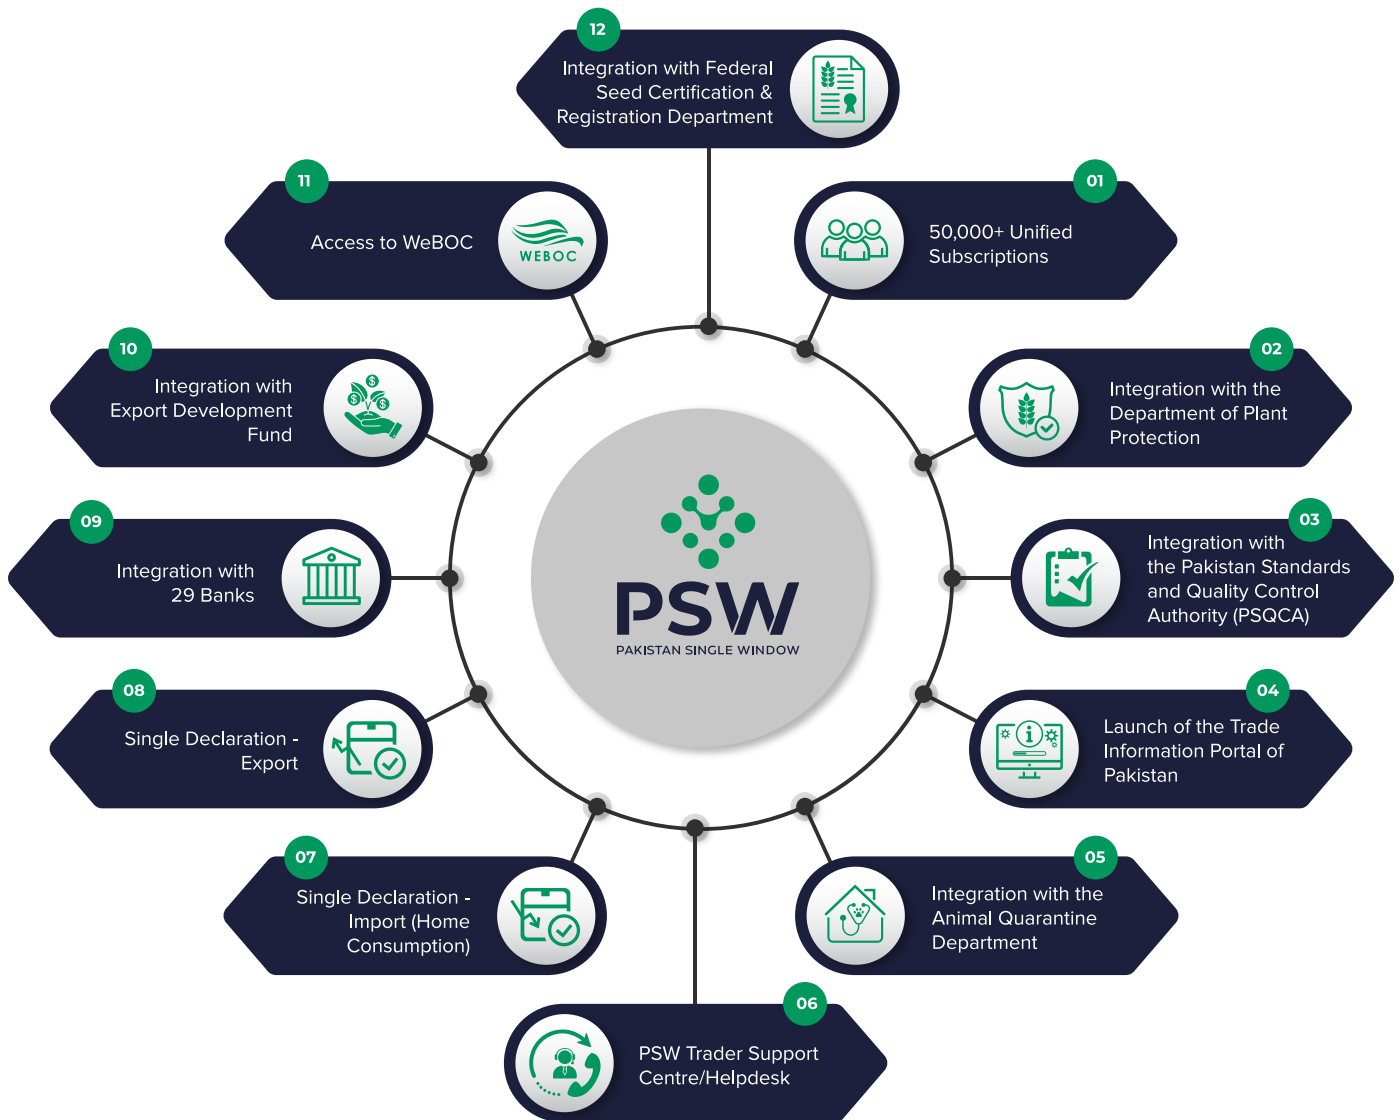 12
Integration with Federal
Seed Certification &
Registration Department
01
50,000+ Unified
Subscriptions
02
Integration with the
Department of Plant
Protection
03
Integration with
the Pakistan Standards
and Quality Control
Authority (PSQCA)
04
Launch of the Trade
Information Portal of
Pakistan
05
Integration with the
Animal Quarantine
Department
06
PSW Trader Support
Centre/Helpdesk
07
Single Declaration -
Import (Home
Consumption)
08
Single Declaration -
Export
09
Integration with
29 Banks
10
Integration with
Export Development
Fund
11
Access to WeBOC
WEBOC
PSW
PAKISTAN SINGLE WINDOW